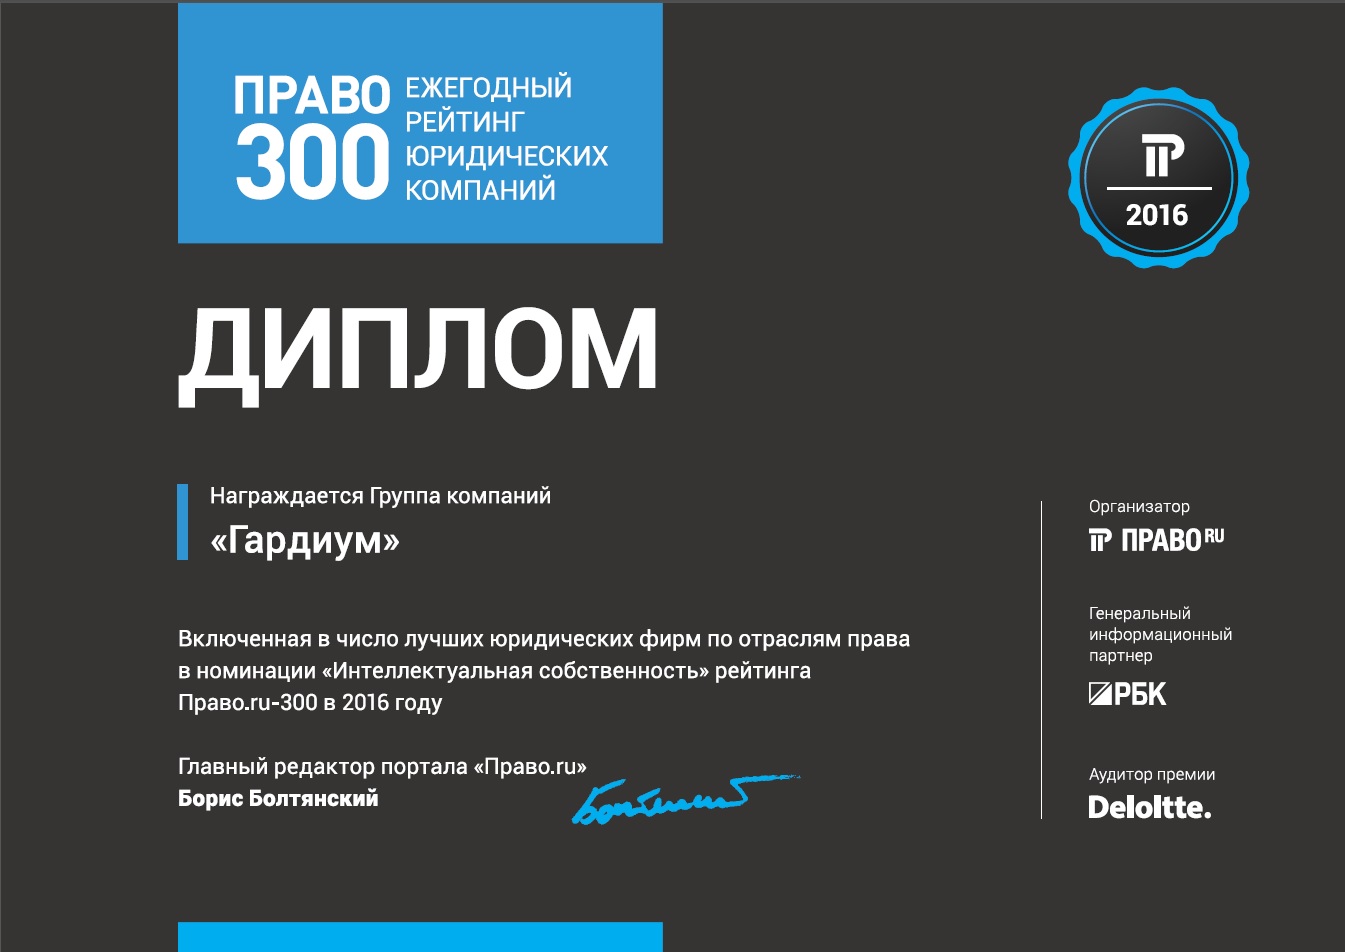 ПРАВО
300
ЕЖЕГОДНЫЙ
РЕЙТИНГ
ЮРИДИЧЕСКИХ
КОМПАНИЙ
2016
ДИПЛОМ
Награждается Группа компаний
«Гардиум»
Включенная в число лучших юридических фирм по отраслям права
в номинации «Интеллектуальная собственность» рейтинга
Право.ru-300 в 2016 году
Главный редактор портала «Право.ru»
Борис Болтянский
Организатор
ПРАВО RU
Генеральный
информационный
партнер
РБК
Аудитор премии
Deloitte.